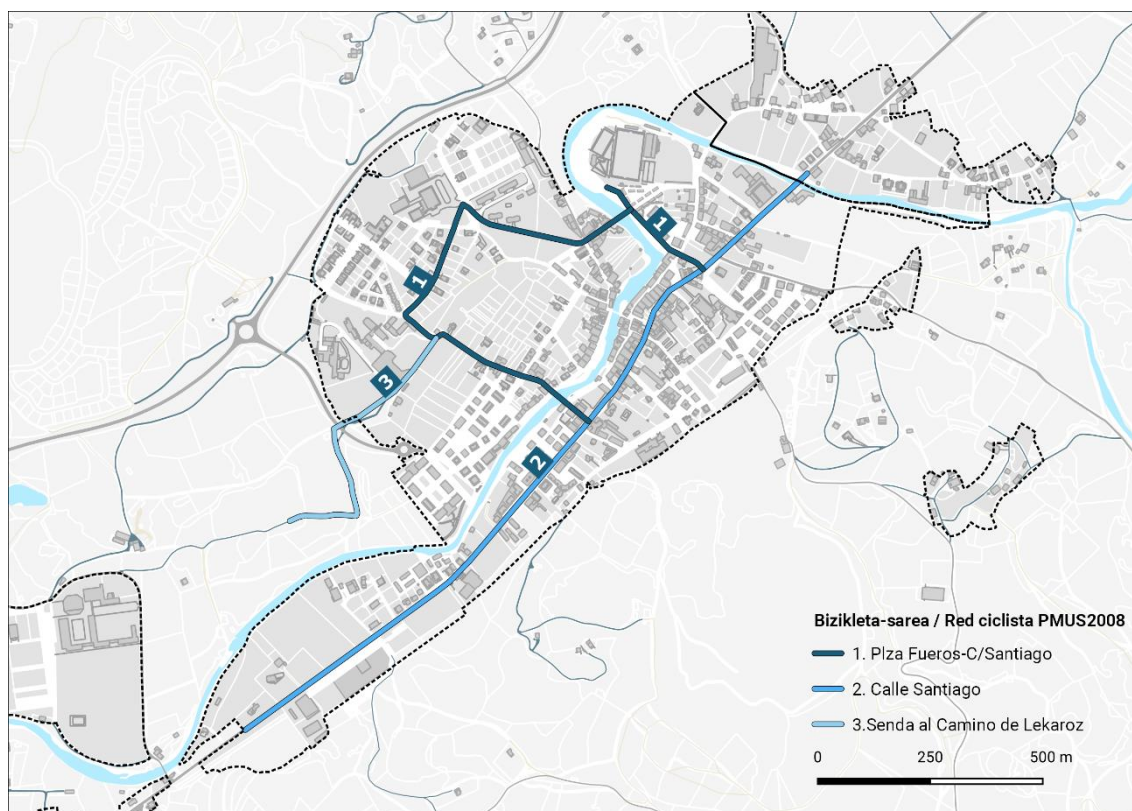 1
1
3
2
Bizikleta-sarea / Red ciclista PMUS2008
1. Plza Fueros-C/Santiago
2. Calle Santiago
3.Senda al Camino de Lekaroz
0 250 500 m